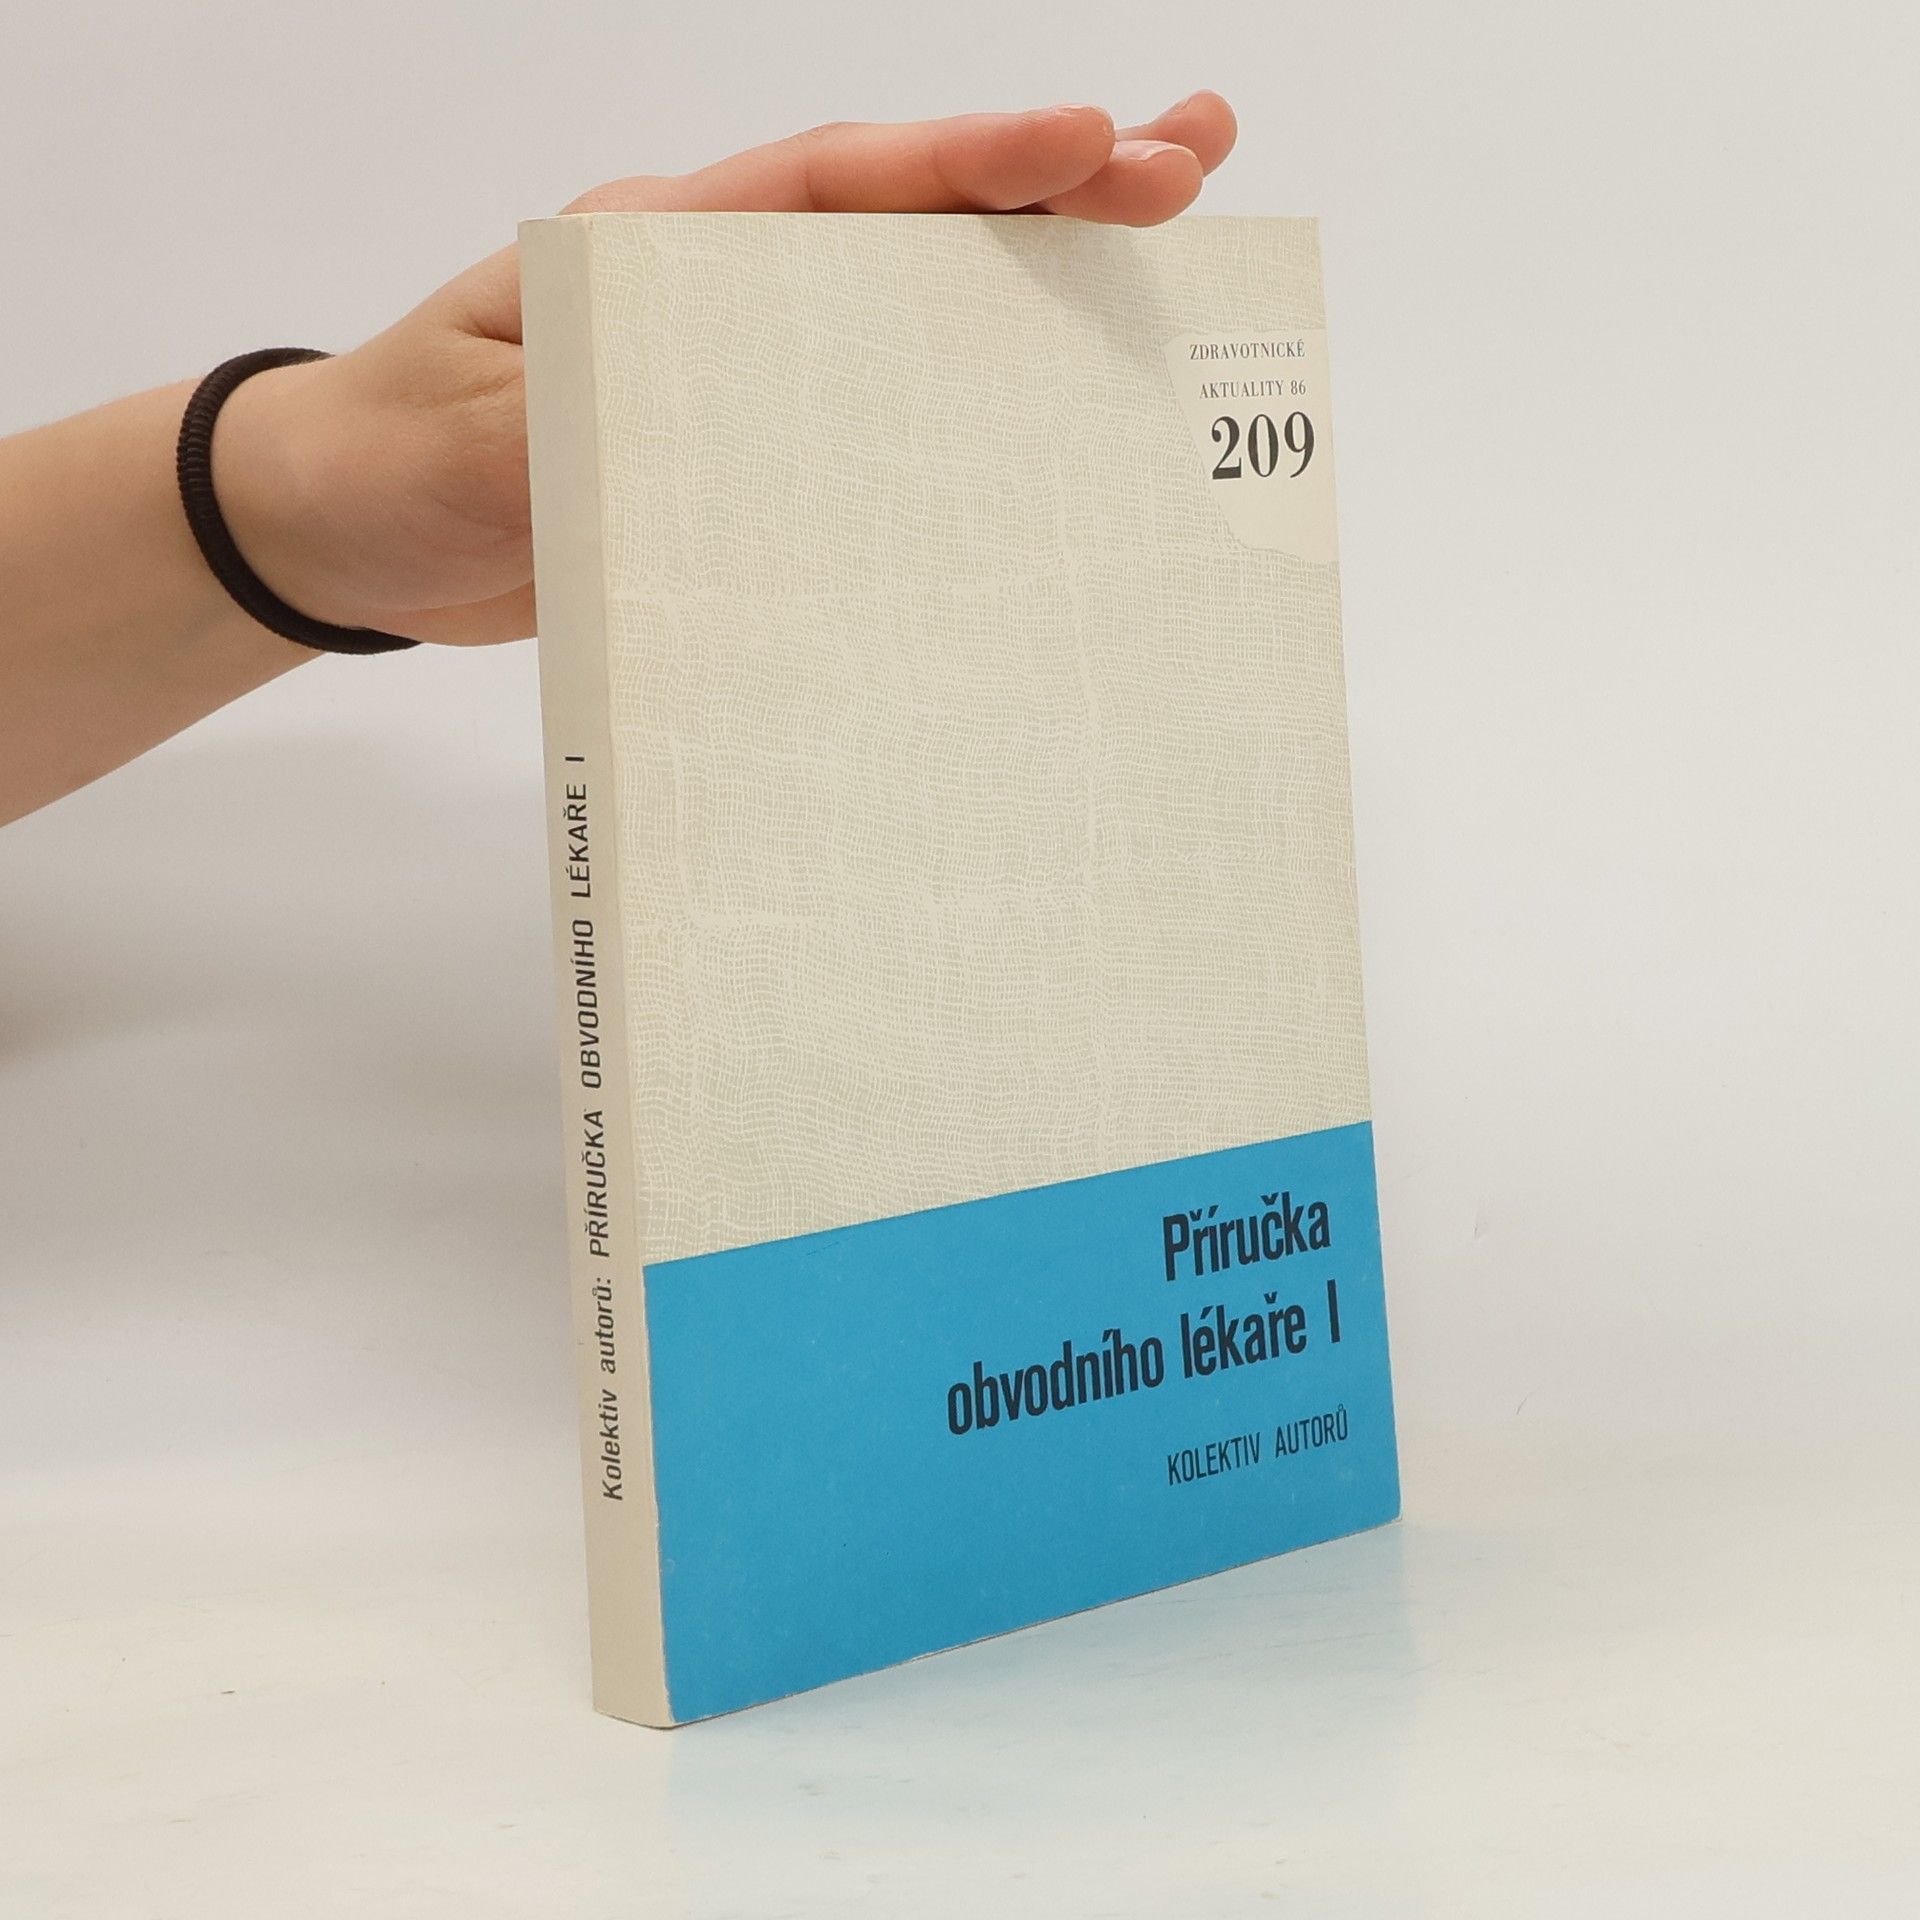 ZDRAVOTNICKÉ
AKTUALITY 86
209
Příručka
obvodního lékaře I
KOLEKTIV AUTORŮ
Kolektiv autorů: PŘÍRUČKA OBVODNÍHO LÉKAŘE I